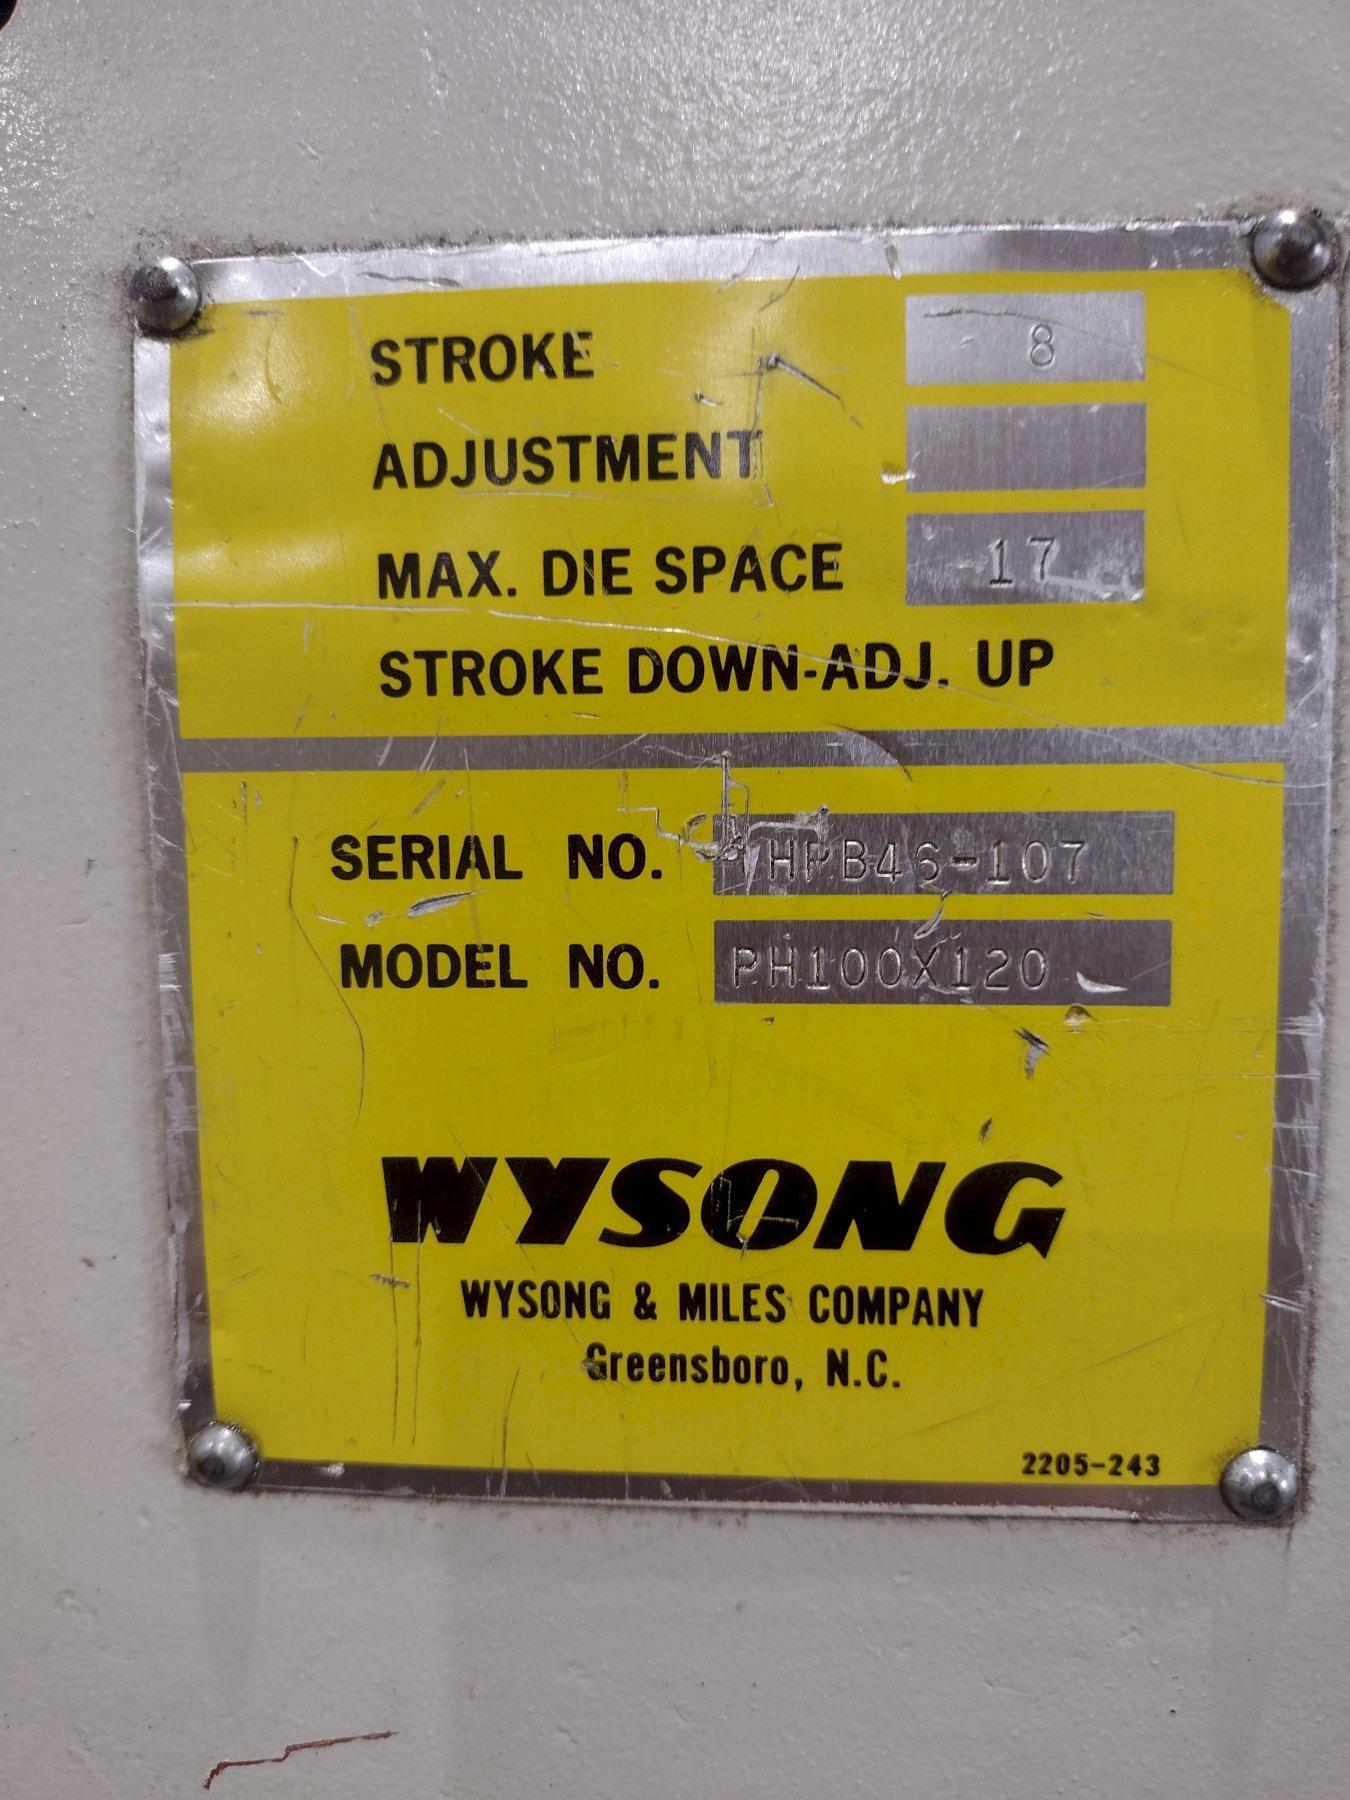 STROKE 8
ADJUSTMENT
MAX. DIE SPACE 17
STROKE DOWN-ADJ. UP
SERIAL NO. HPB46-107
MODEL NO. PH100X120
WYSONG
WYSONG & MILES COMPANY
Greensboro, N.C.
2205-243